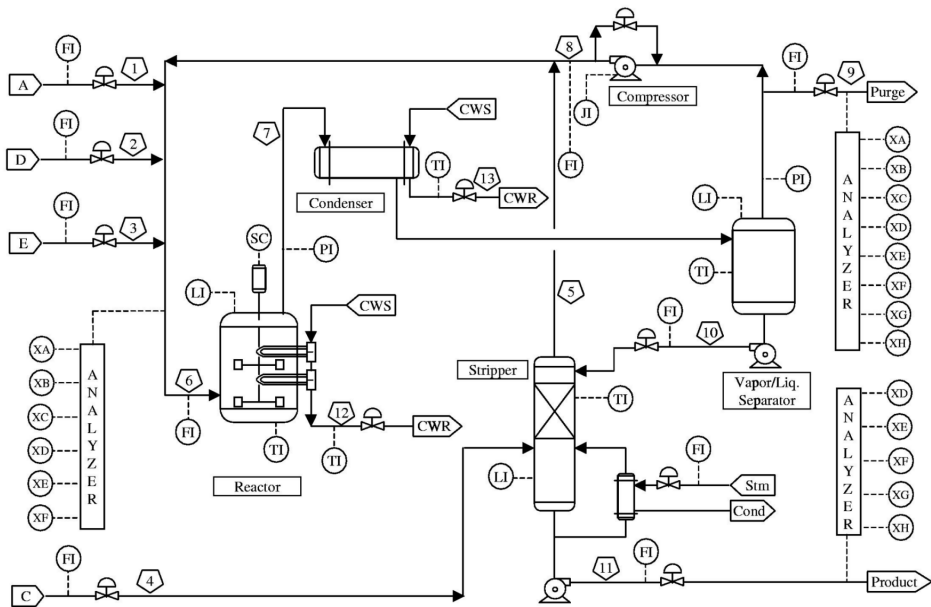 FI
8
FI
9
1
A
JI
Compressor
Purge
7
CWS
XA
FI
2
D
TI
13
FI
XB
PI
CWR
Condenser
LI
XC
A
N
A
L
Y
Z
E
R
FI
3
E
SC
PI
XD
TI
XE
XF
LI
CWS
5
FI
10
XG
XH
XA
A
N
A
L
Y
Z
E
R
XB
XC
XD
XE
XF
6
FI
Stripper
TI
Vapor/Liq.
Separator
XD
A
N
A
L
Y
Z
E
R
XE
XF
XG
XH
12
CWR
TI
TI
FI
Reactor
LI
Stm
Cond
FI
4
C
FI
11
Product